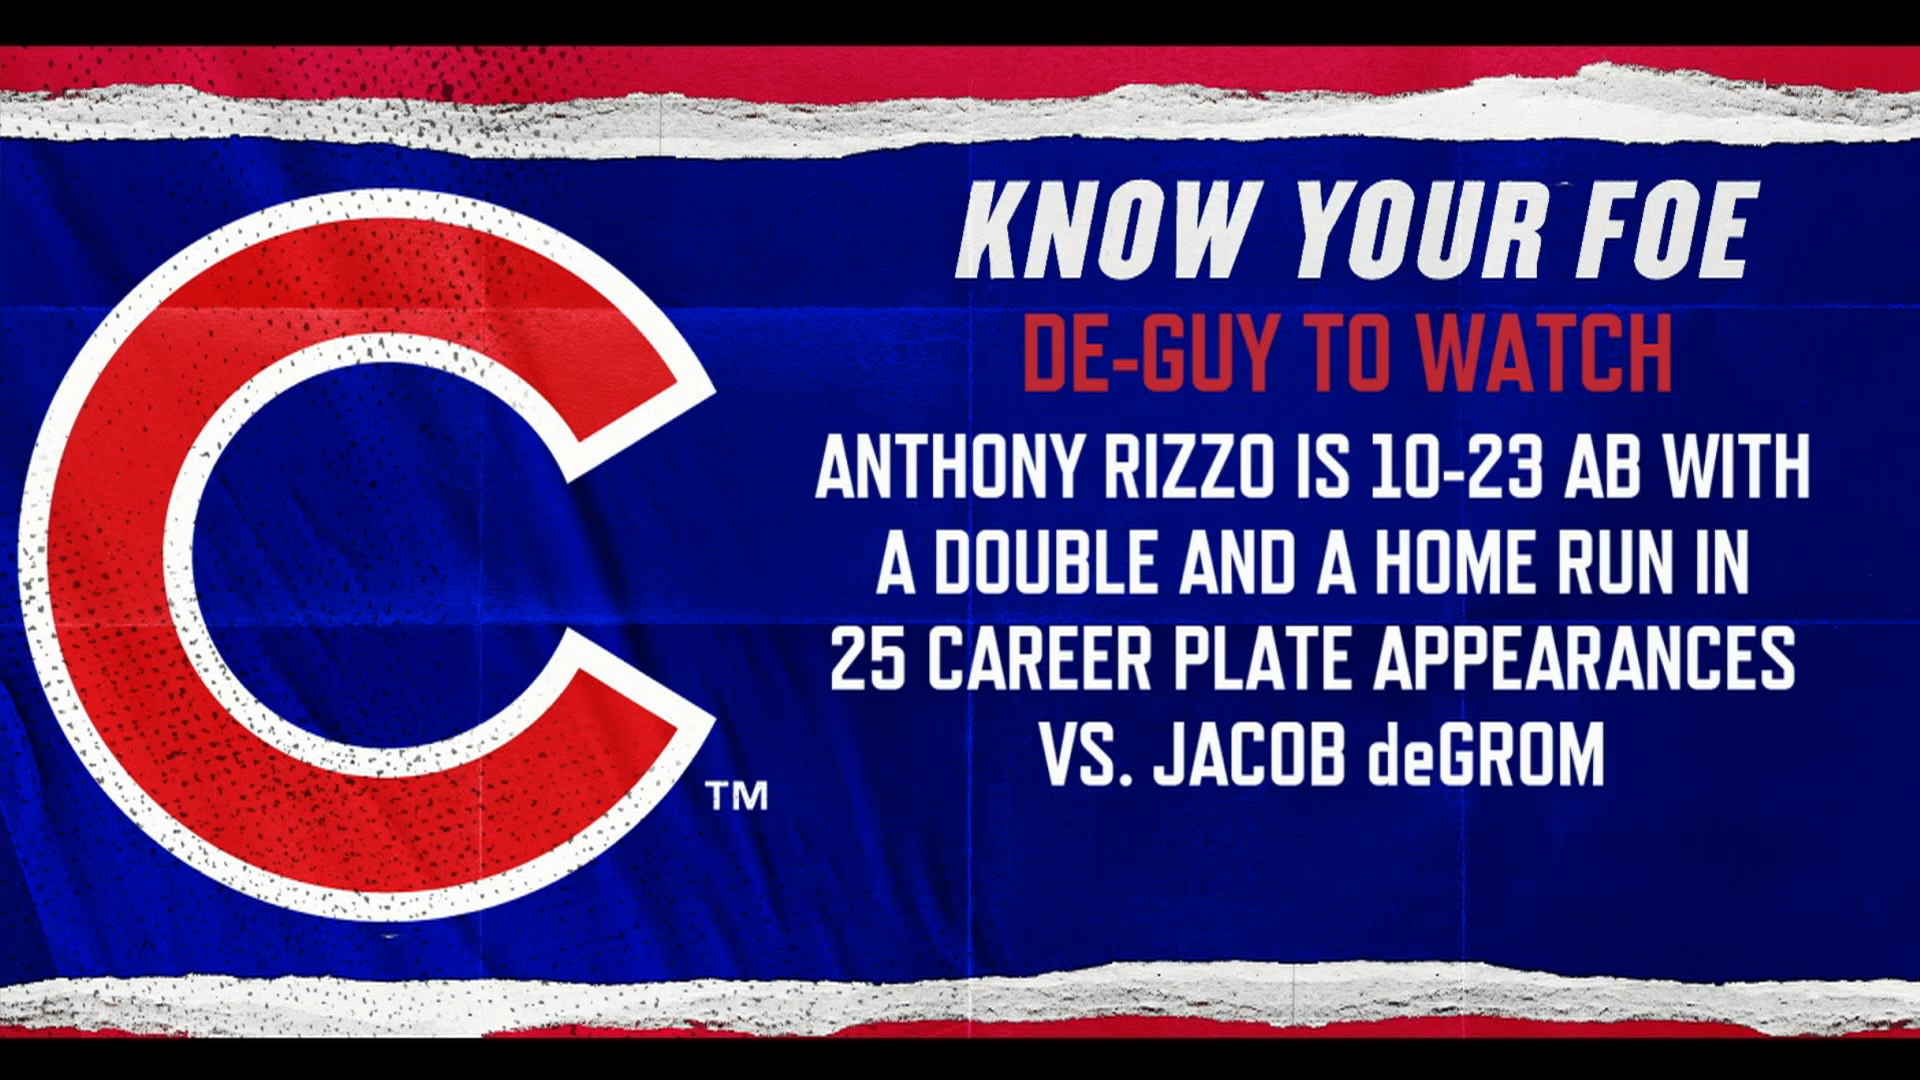 KNOW YOUR FOE
DE-GUY TO WATCH
ANTHONY RIZZO IS 10-23 AB WITH
A DOUBLE AND A HOME RUN IN
25 CAREER PLATE APPEARANCES
VS. JACOB deGROM
C
TM